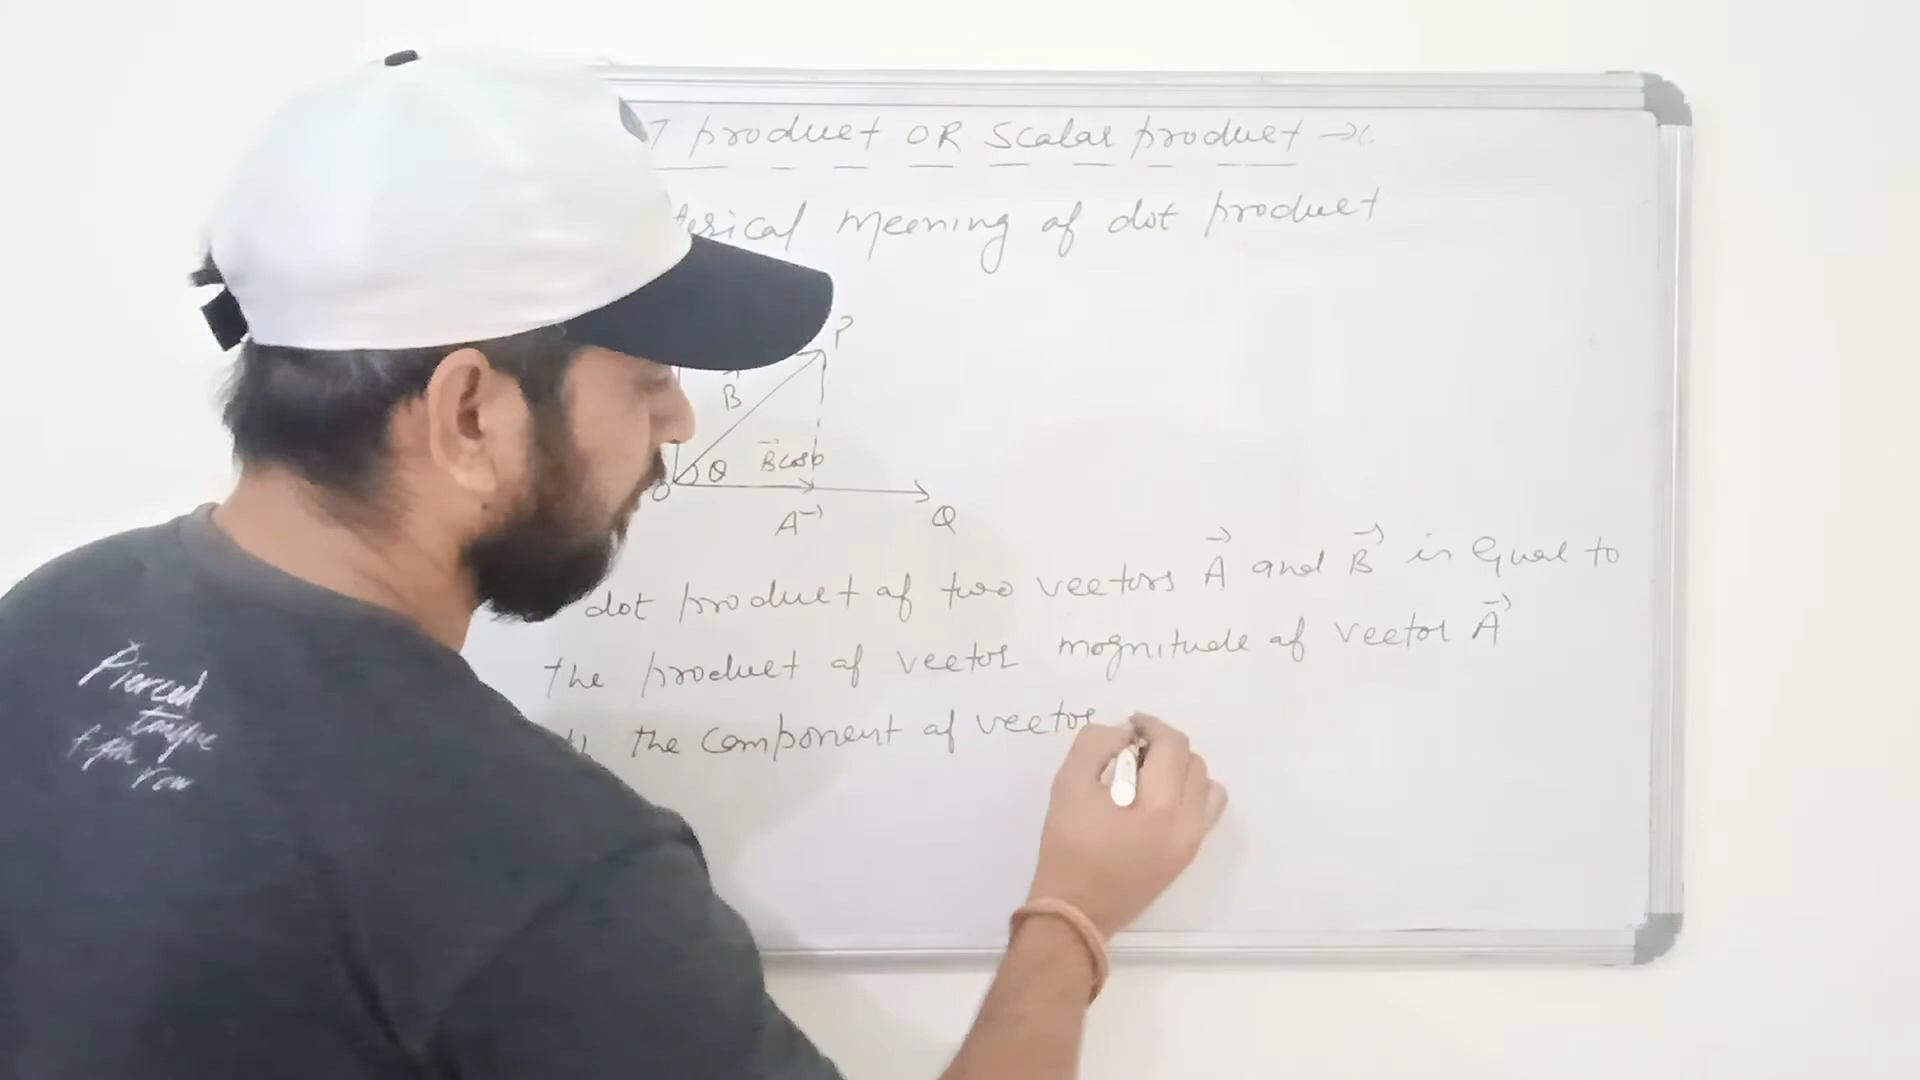 product OR Scalar product
Meening of dot product
P
B
θ
B cosθ
O
A
Q
dot product of two vectors A and B is equal to
the product of vector magnitude of vector A
the component of vector
Pierced
tongue
fifth
row